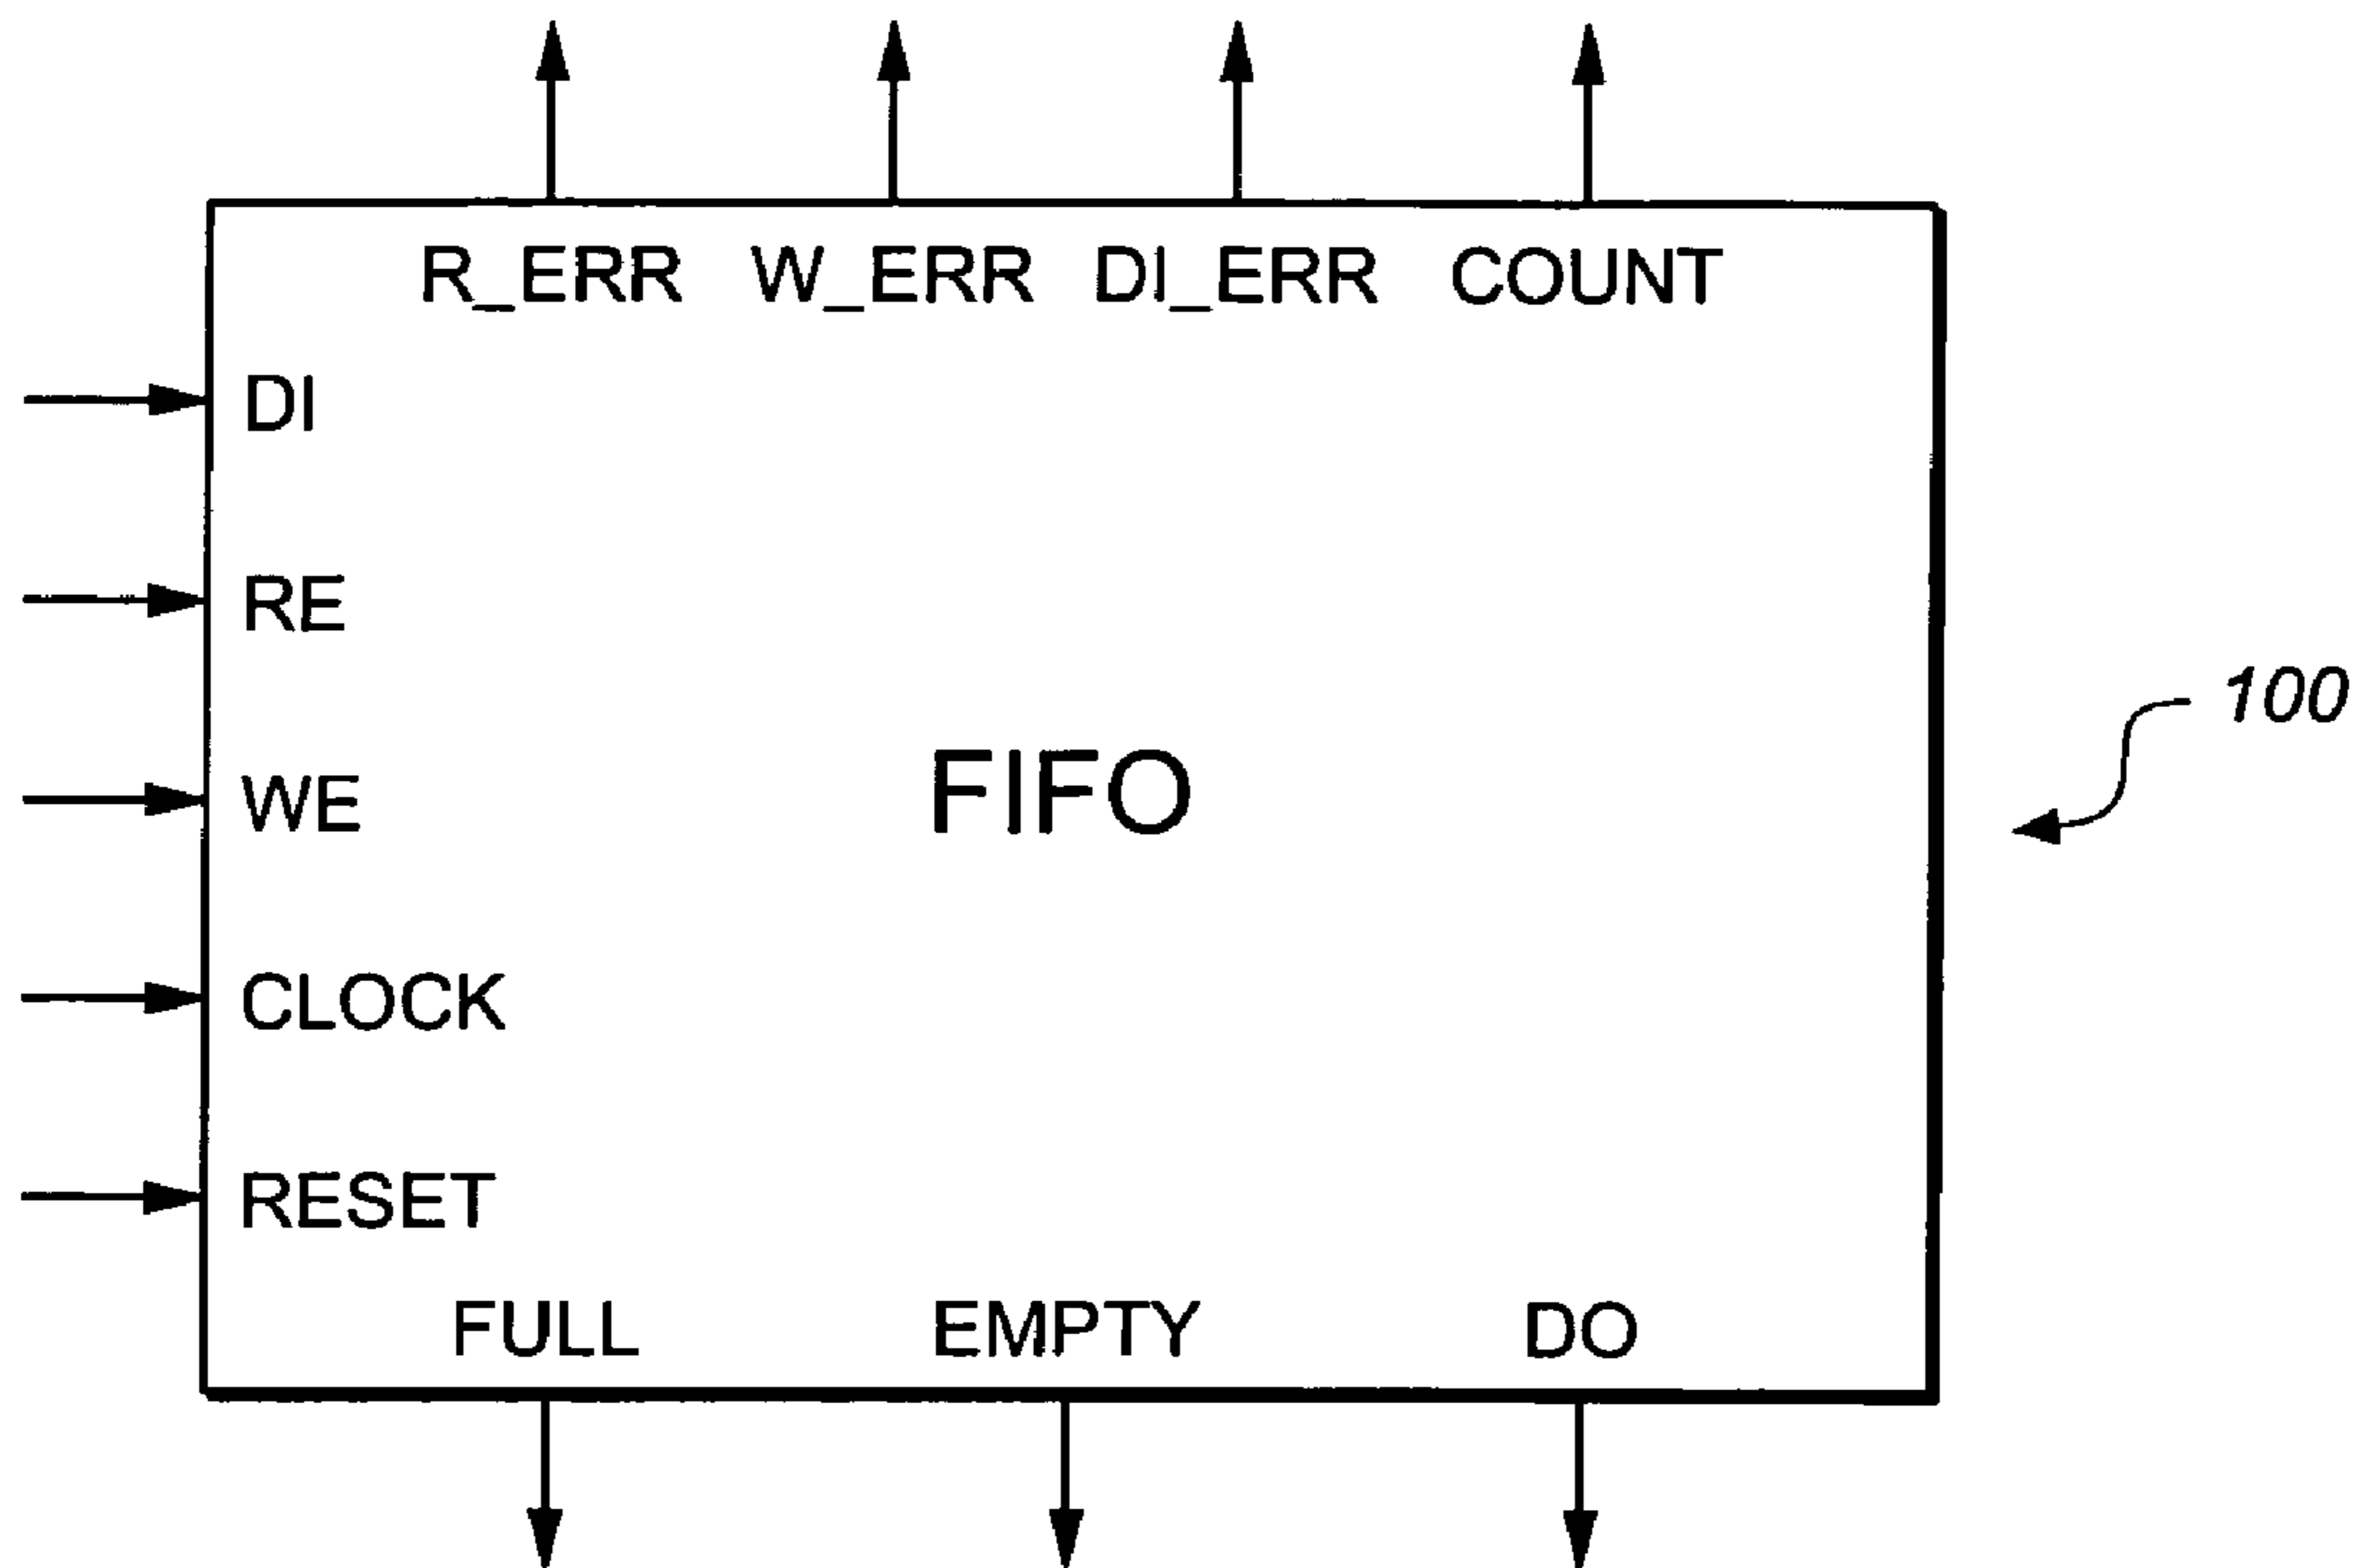 R_ERR W_ERR DI_ERR COUNT
DI
RE
100
WE
FIFO
CLOCK
RESET
FULL EMPTY DO